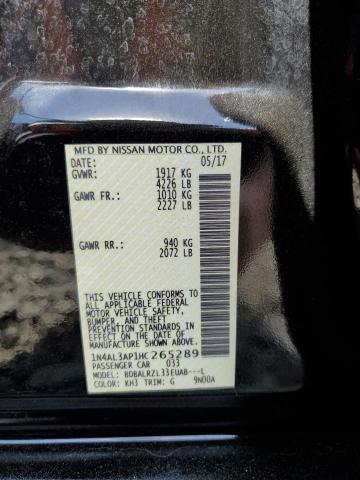 MFD BY NISSAN MOTOR CO., LTD.
DATE: 05/17
GVWR: 1917 KG
4226 LB
GAWR FR.: 1010 KG
2227 LB
GAWR RR.: 940 KG
2072 LB
THIS VEHICLE CONFORMS
TO ALL APPLICABLE FEDERAL
MOTOR VEHICLE SAFETY,
BUMPER, AND THEFT
PREVENTION STANDARDS IN
EFFECT ON THE DATE OF
MANUFACTURE SHOWN ABOVE.
1N4AL3AP1HC265289
PASSENGER CAR 033
MODEL: BDBALRZL33EUAB---L
COLOR: KH3 TRIM: G 9N00A